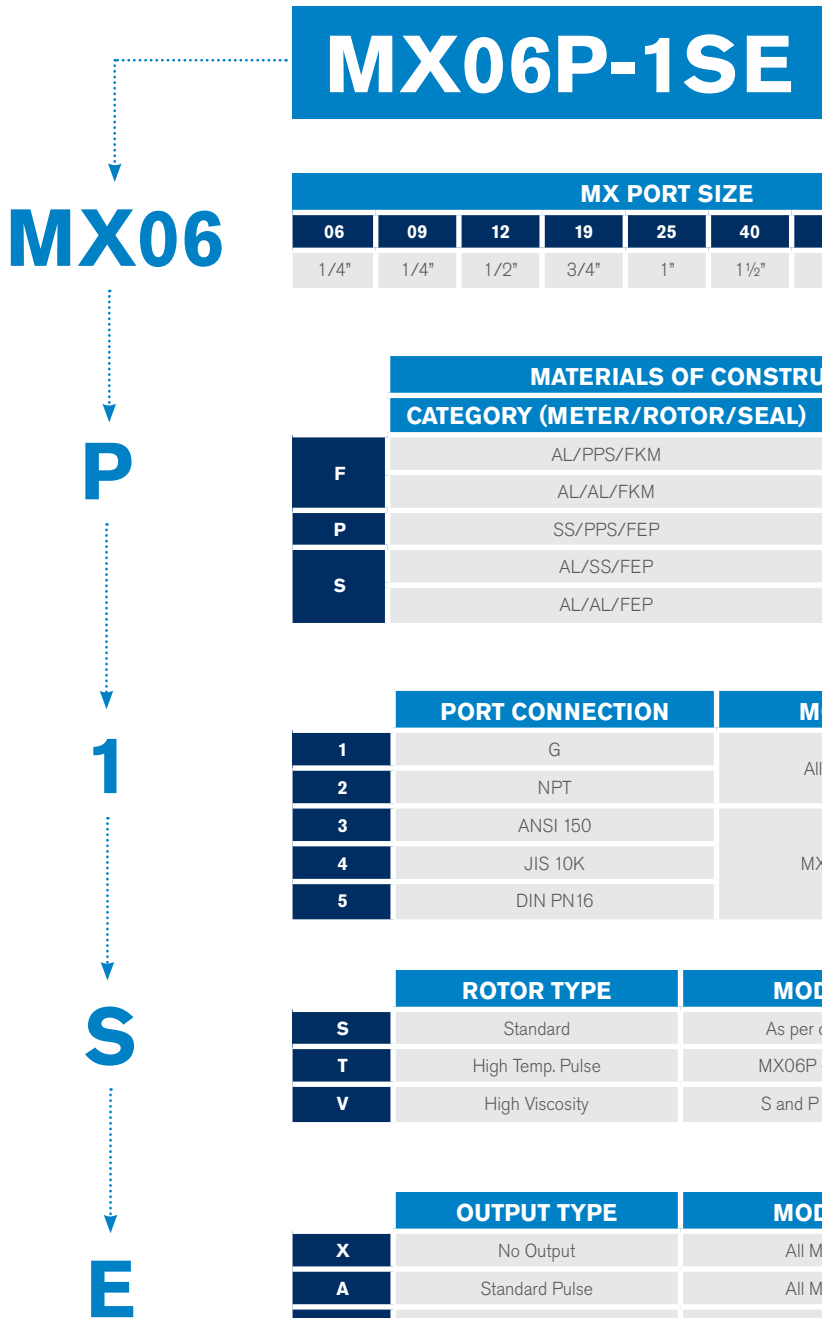 MX06P-1SE
MX06
MX PORT SIZE
06 09 12 19 25 40
1/4" 1/4" 1/2" 3/4" 1" 1½"
P
MATERIALS OF
CATEGORY (METER/ROTOR/SEAL)
F AL/PPS/FKM
AL/AL/FKM
P SS/PPS/FEP
S AL/SS/FEP
AL/AL/FEP
1
PORT CONNECTION
1 G
All
2 NPT
3 ANSI 150
4 JIS 10K
5 DIN PN16
S
ROTOR TYPE
S Standard As per
T High Temp. Pulse MX06P
V High Viscosity S and P
E
OUTPUT TYPE
X No Output All
A Standard Pulse All